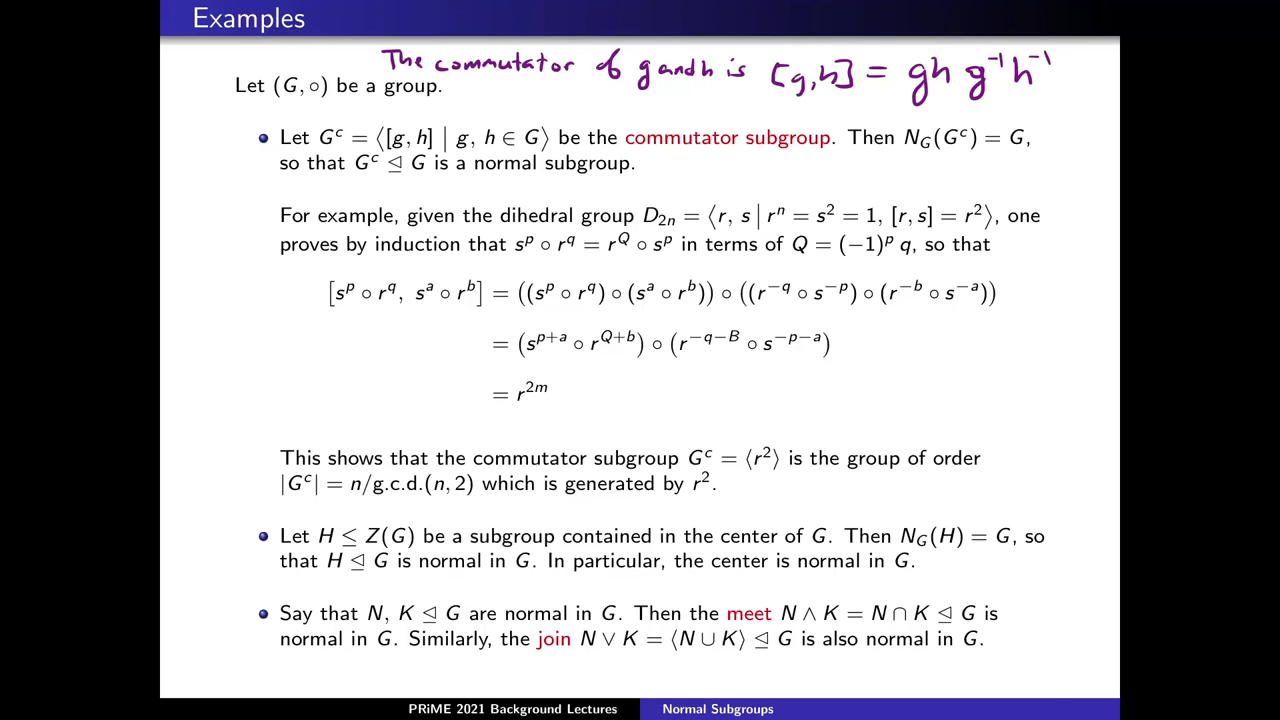 Examples
The commutator of g and h is [g,h] = gh g⁻¹ h⁻¹
Let (G, ∘) be a group.
• Let Gᶜ = ⟨[g, h] | g, h ∈ G⟩ be the commutator subgroup. Then N_G(Gᶜ) = G,
so that Gᶜ ⊴ G is a normal subgroup.
For example, given the dihedral group D₂ₙ = ⟨r, s | rⁿ = s² = 1, [r, s] = r²⟩, one
proves by induction that sᵖ ∘ r^q = r^Q ∘ sᵖ in terms of Q = (−1)ᵖ q, so that
[sᵖ ∘ r^q, sᵃ ∘ rᵇ] = ((sᵖ ∘ r^q) ∘ (sᵃ ∘ rᵇ)) ∘ ((r^−q ∘ s^−p) ∘ (r^−b ∘ s^−a))
= (s^p+a ∘ r^Q+b) ∘ (r^−q−B ∘ s^−p−a)
= r^2m
This shows that the commutator subgroup Gᶜ = ⟨r²⟩ is the group of order
|Gᶜ| = n/g.c.d.(n, 2) which is generated by r².
• Let H ≤ Z(G) be a subgroup contained in the center of G. Then N_G(H) = G, so
that H ⊴ G is normal in G. In particular, the center is normal in G.
• Say that N, K ⊴ G are normal in G. Then the meet N ∧ K = N ∩ K ⊴ G is
normal in G. Similarly, the join N ∨ K = ⟨N ∪ K⟩ ⊴ G is also normal in G.
PRiME 2021 Background Lectures
Normal Subgroups